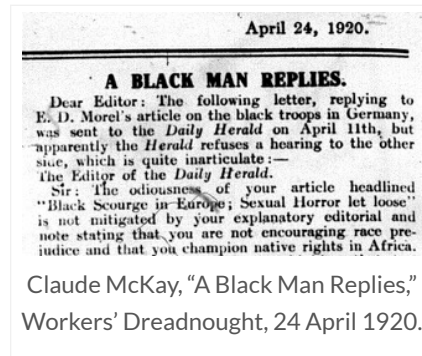 April 24, 1920.
A BLACK MAN REPLIES.
Dear Editor: The following letter, replying to
E. D. Morel's article on the black troops in Germany,
was sent to the Daily Herald on April 11th, but
apparently the Herald refuses a hearing to the other
side, which is quite inarticulate:—
The Editor of the Daily Herald.
Sir: The odiousness of your article headlined
"Black Scourge in Europe; Sexual Horror let loose"
is not mitigated by your explanatory editorial and
note stating that you are not encouraging race pre-
judice and that you champion native rights in Africa.
Claude McKay, “A Black Man Replies,”
Workers’ Dreadnought, 24 April 1920.